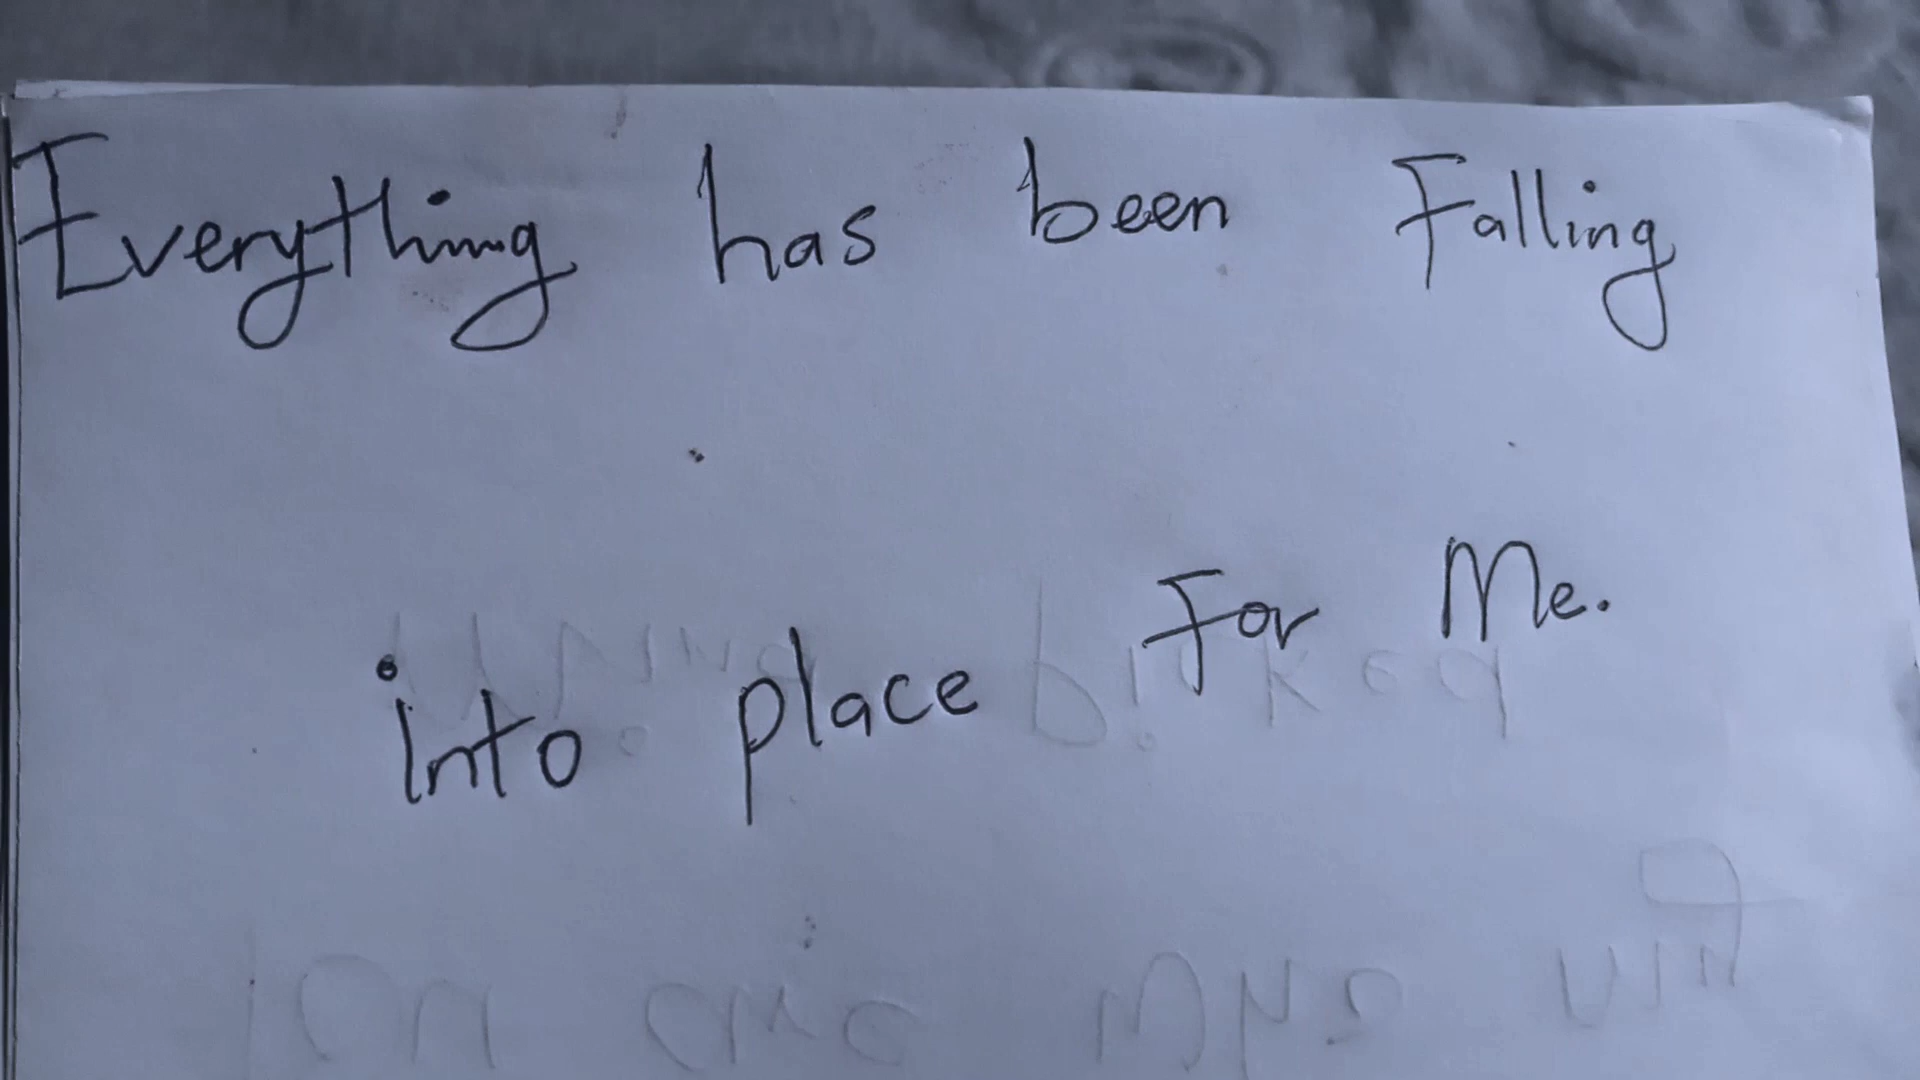 Everything has been Falling
into place For Me.